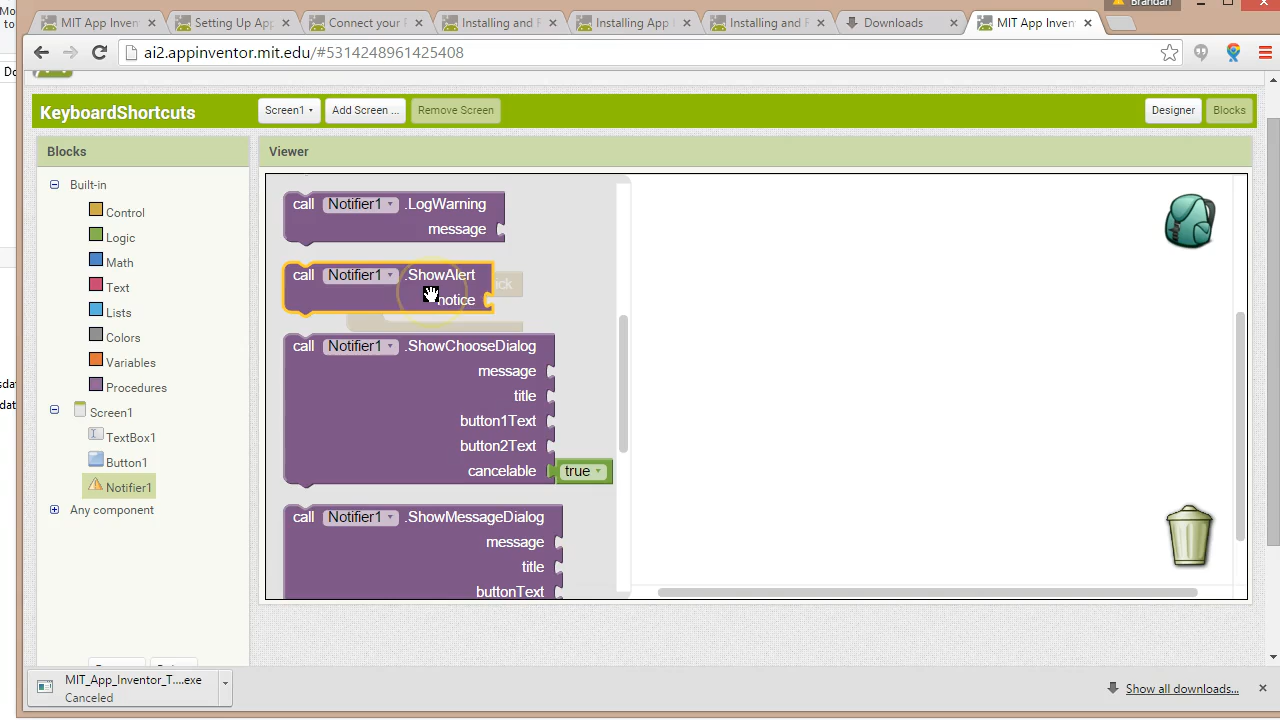 Brandan
MIT App Inven
Setting Up App
Connect your
Installing and R
Installing App I
Installing and R
Downloads
MIT App Inven
ai2.appinventor.mit.edu/#5314248961425408
KeyboardShortcuts
Screen1
Add Screen ...
Remove Screen
Designer
Blocks
Blocks
Viewer
Built-in
Control
Logic
Math
Text
Lists
Colors
Variables
Procedures
Screen1
TextBox1
Button1
Notifier1
Any component
call Notifier1 .LogWarning
message
call Notifier1 .ShowAlert
notice
ick
call Notifier1 .ShowChooseDialog
message
title
button1Text
button2Text
cancelable true
call Notifier1 .ShowMessageDialog
message
title
buttonText
MIT_App_Inventor_T....exe
Canceled
Show all downloads...